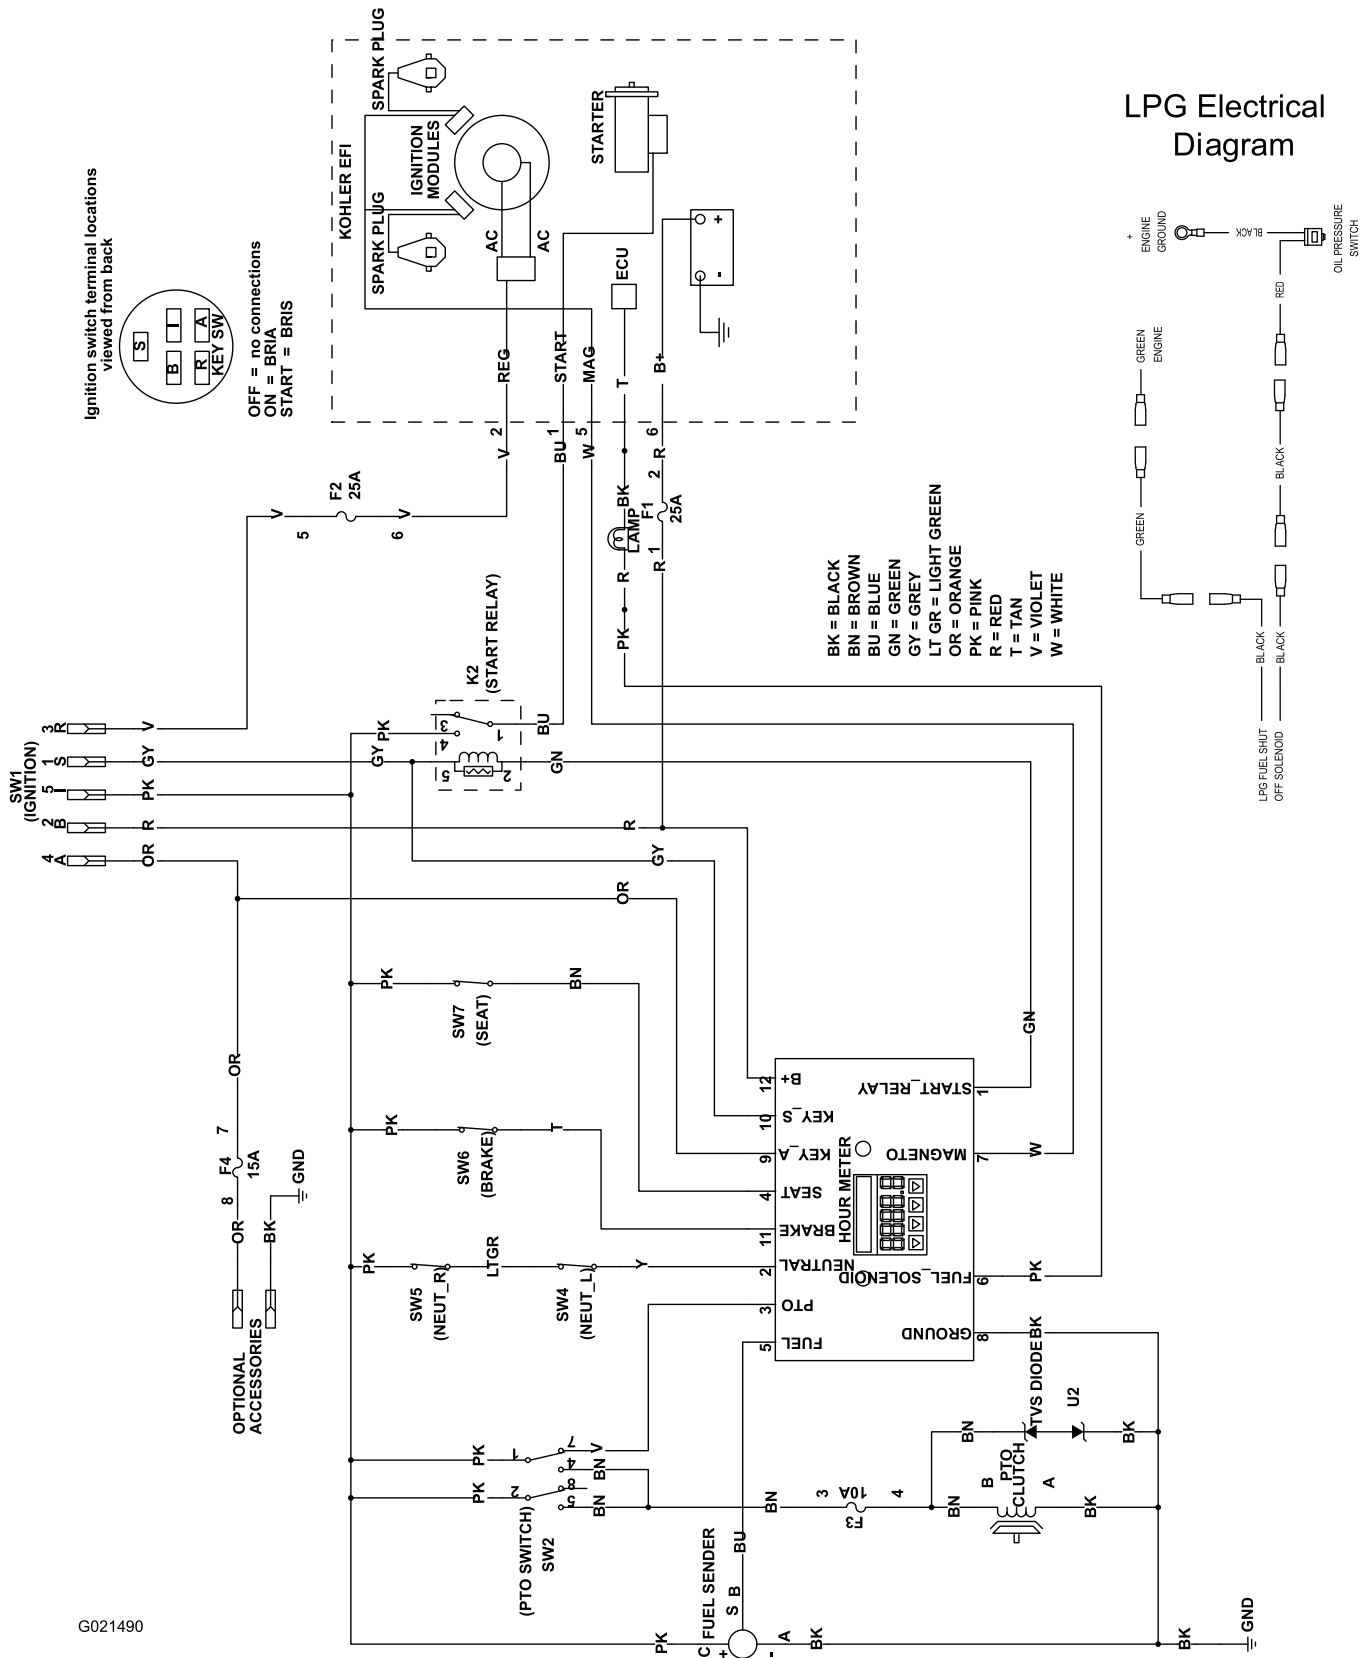 LPG Electrical
Diagram
Ignition switch terminal locations
viewed from back
S
I
B
A
R
KEY SW
OFF = no connections
ON = BRIA
START = BRIS
KOHLER EFI
SPARK PLUG
SPARK PLUG
IGNITION
MODULES
AC
AC
STARTER
ECU
+
-
REG
START
MAG
T
B+
2
1
5
6
V
BU
W
R
2
F2
25A
V
5
V
6
BK
LAMP
F1
25A
R
R 1
PK
K2
(START RELAY)
3
4
1
5
2
PK
GY
BU
GN
SW1
(IGNITION)
3
R
V
1
S
GY
5
I
PK
2
B
R
4
A
OR
R
GY
OR
BK = BLACK
BN = BROWN
BU = BLUE
GN = GREEN
GY = GREY
LT GR = LIGHT GREEN
OR = ORANGE
PK = PINK
R = RED
T = TAN
V = VIOLET
W = WHITE
+
ENGINE
GROUND
BLACK
OIL PRESSURE
SWITCH
RED
GREEN
ENGINE
GREEN
BLACK
BLACK
BLACK
LPG FUEL SHUT
OFF SOLENOID
PK
SW7
(SEAT)
BN
OR
7
F4
15A
8
OR
BK
GND
OPTIONAL
ACCESSORIES
PK
SW6
(BRAKE)
T
PK
SW5
(NEUT_R)
LTGR
SW4
(NEUT_L)
Y
12
B+
10
KEY_S
9
KEY_A
4
SEAT
11
BRAKE
2
NEUTRAL
3
PTO
5
FUEL
HOUR METER
START_RELAY
1
GN
MAGNETO
7
W
FUEL_SOLENOID
6
PK
GROUND
8
BK
TVS DIODE
U2
PK
1
7
V
4
BN
PK
2
8
5
BN
(PTO SWITCH)
SW2
BN
3
10A
F3
4
BN
BN
B
PTO
CLUTCH
A
BK
BK
BU
FUEL SENDER
S B
C
+
PK
-
A
BK
BK
GND
G021490